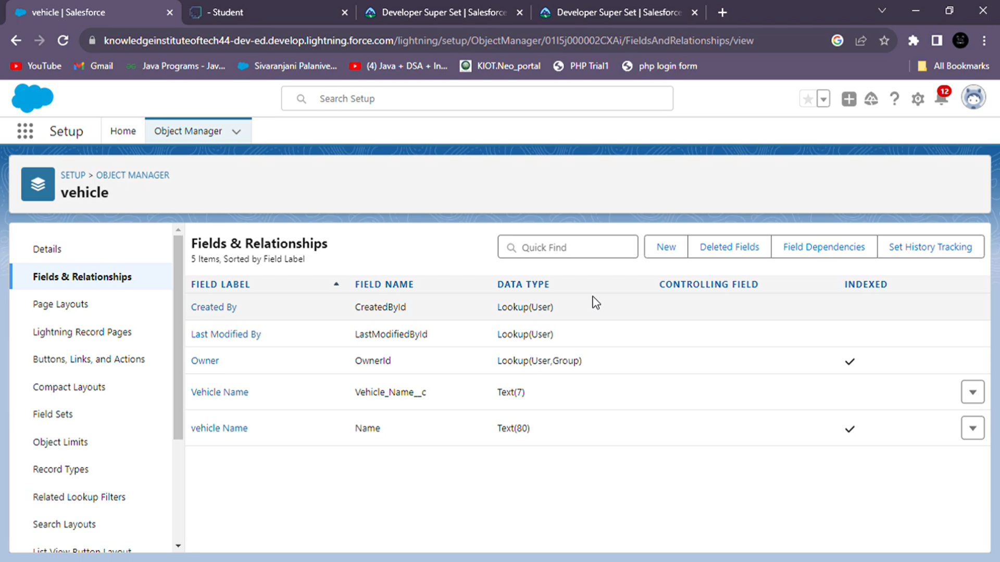 vehicle | Salesforce
- Student
Developer Super Set | Salesforce
Developer Super Set | Salesforce
knowledgeinstituteoftech44-dev-ed.develop.lightning.force.com/lightning/setup/ObjectManager/01I5j000002CXAi/FieldsAndRelationships/view
YouTube
Gmail
Java Programs - Jav...
Sivaranjani Palanive...
(4) Java + DSA + In...
KIOT.Neo_portal
PHP Trial1
php login form
All Bookmarks
Search Setup
12
Setup
Home
Object Manager
SETUP > OBJECT MANAGER
vehicle
Details
Fields & Relationships
Page Layouts
Lightning Record Pages
Buttons, Links, and Actions
Compact Layouts
Field Sets
Object Limits
Record Types
Related Lookup Filters
Search Layouts
List View Button Layout
Fields & Relationships
5 Items, Sorted by Field Label
Quick Find
New
Deleted Fields
Field Dependencies
Set History Tracking
FIELD LABEL FIELD NAME DATA TYPE CONTROLLING FIELD INDEXED
Created By CreatedById Lookup(User)
Last Modified By LastModifiedById Lookup(User)
Owner OwnerId Lookup(User,Group)
Vehicle Name Vehicle_Name__c Text(7)
vehicle Name Name Text(80)